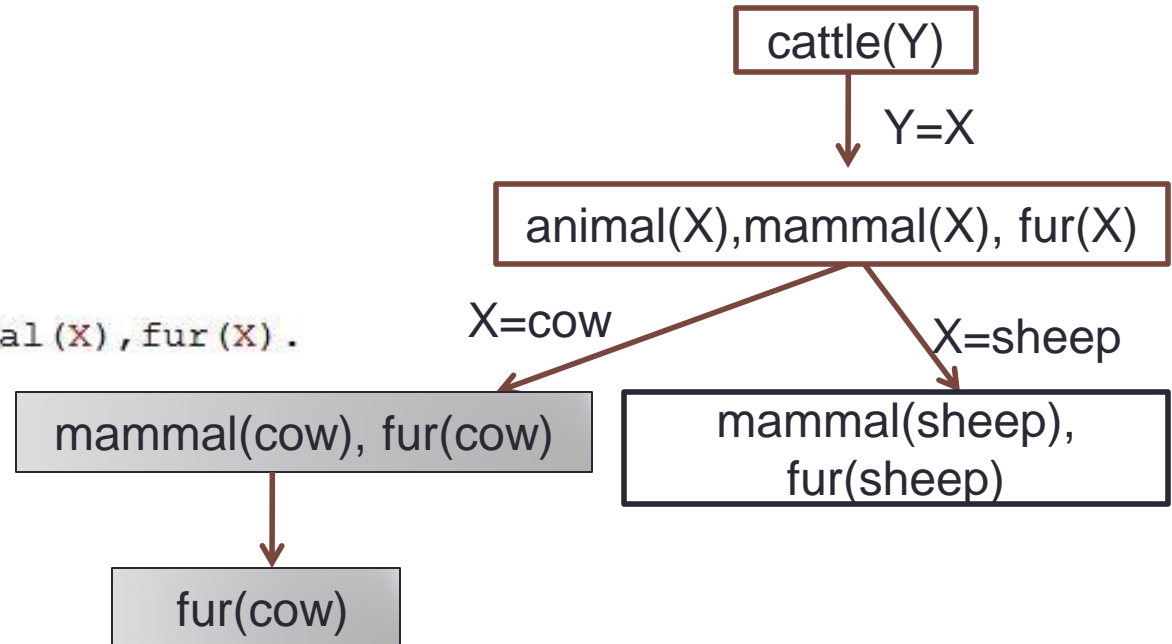 cattle(Y)
Y=X
animal(X),mammal(X), fur(X)
al(X),fur(X).
X=cow
X=sheep
mammal(cow), fur(cow)
mammal(sheep),
fur(sheep)
fur(cow)